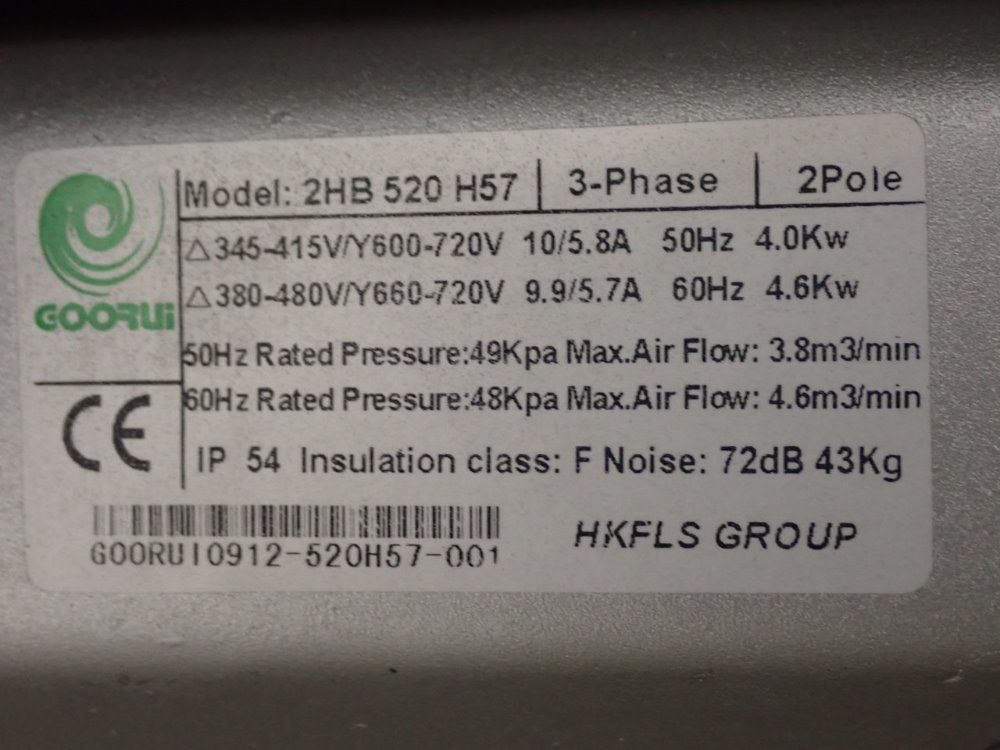 Model: 2HB 520 H57 3-Phase 2Pole
△345-415V/Y600-720V 10/5.8A 50Hz 4.0Kw
△380-480V/Y660-720V 9.9/5.7A 60Hz 4.6Kw
GOORUi
50Hz Rated Pressure:49Kpa Max.Air Flow: 3.8m3/min
60Hz Rated Pressure:48Kpa Max.Air Flow: 4.6m3/min
CE
IP 54 Insulation class: F Noise: 72dB 43Kg
GOORUI0912-520H57-001
HKFLS GROUP